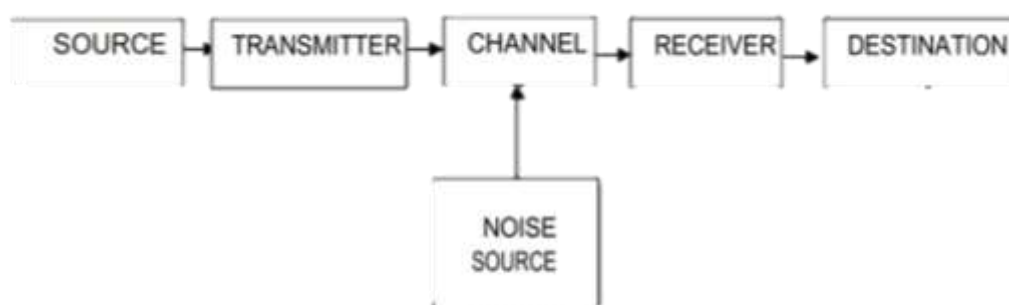 SOURCE TRANSMITTER CHANNEL RECEIVER DESTINATION
NOISE
SOURCE